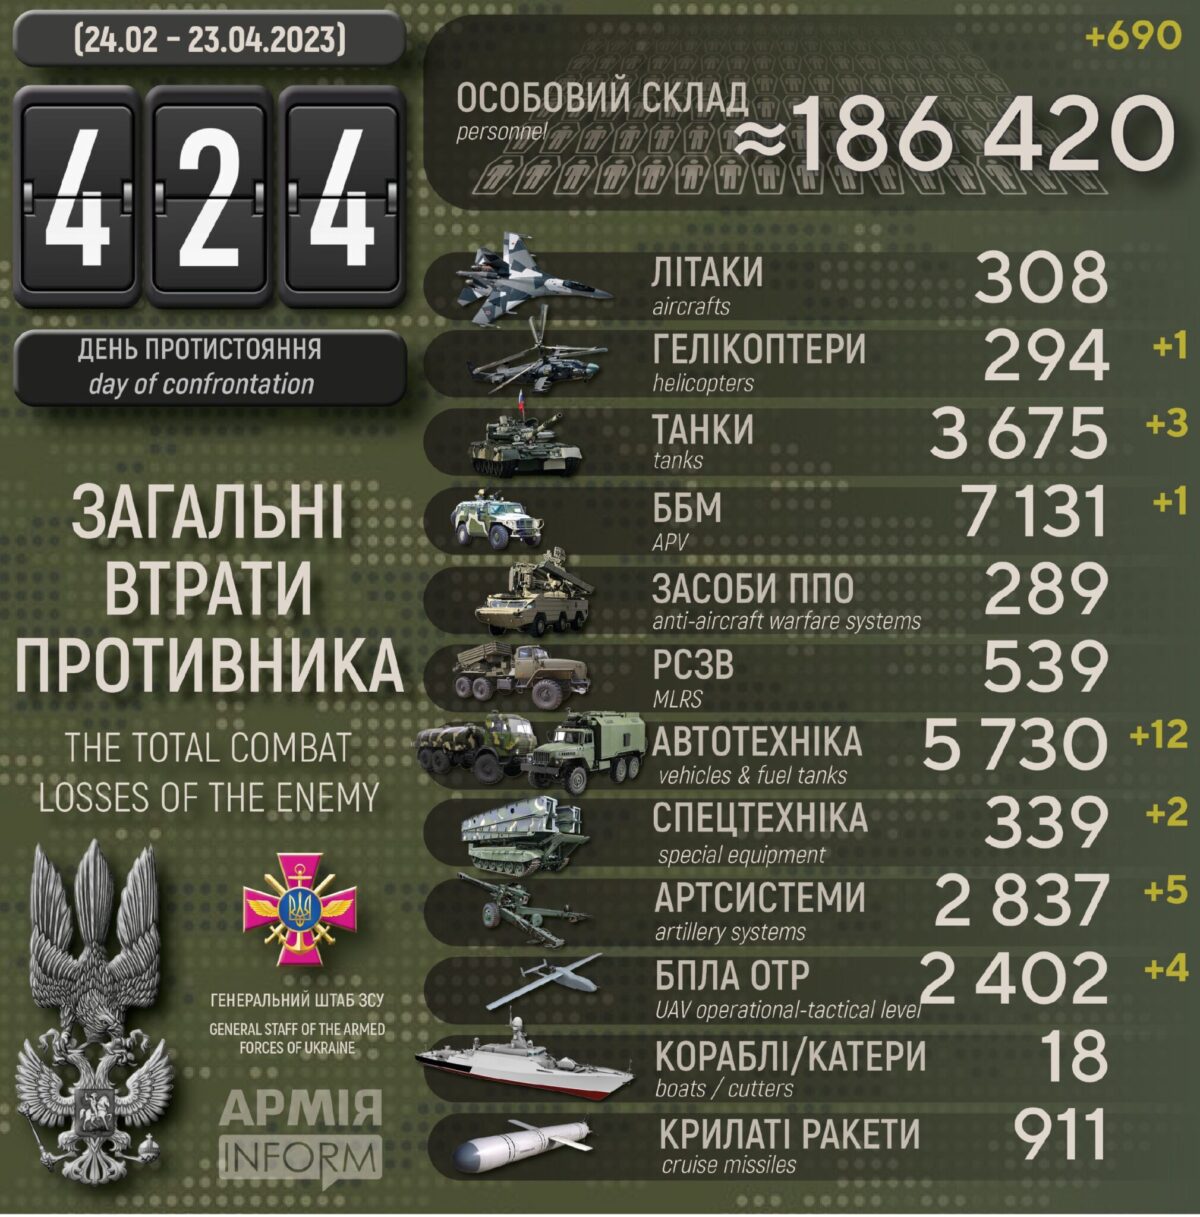 (24.02 – 23.04.2023)
424
ДЕНЬ ПРОТИСТОЯННЯ
day of confrontation
ЗАГАЛЬНІ
ВТРАТИ
ПРОТИВНИКА
THE TOTAL COMBAT
LOSSES OF THE ENEMY
ГЕНЕРАЛЬНИЙ ШТАБ ЗСУ
GENERAL STAFF OF THE ARMED
FORCES OF UKRAINE
АРМІЯ
INFORM
+690
ОСОБОВИЙ СКЛАД ≈186 420
personnel
ЛІТАКИ 308
aircrafts
ГЕЛІКОПТЕРИ 294 +1
helicopters
ТАНКИ 3 675 +3
tanks
ББМ 7 131 +1
APV
ЗАСОБИ ППО 289
anti-aircraft warfare systems
РСЗВ 539
MLRS
АВТОТЕХНІКА 5 730 +12
vehicles & fuel tanks
СПЕЦТЕХНІКА 339 +2
special equipment
АРТСИСТЕМИ 2 837 +5
artillery systems
БПЛА ОТР 2 402 +4
UAV operational-tactical level
КОРАБЛІ/КАТЕРИ 18
boats / cutters
КРИЛАТІ РАКЕТИ 911
cruise missiles